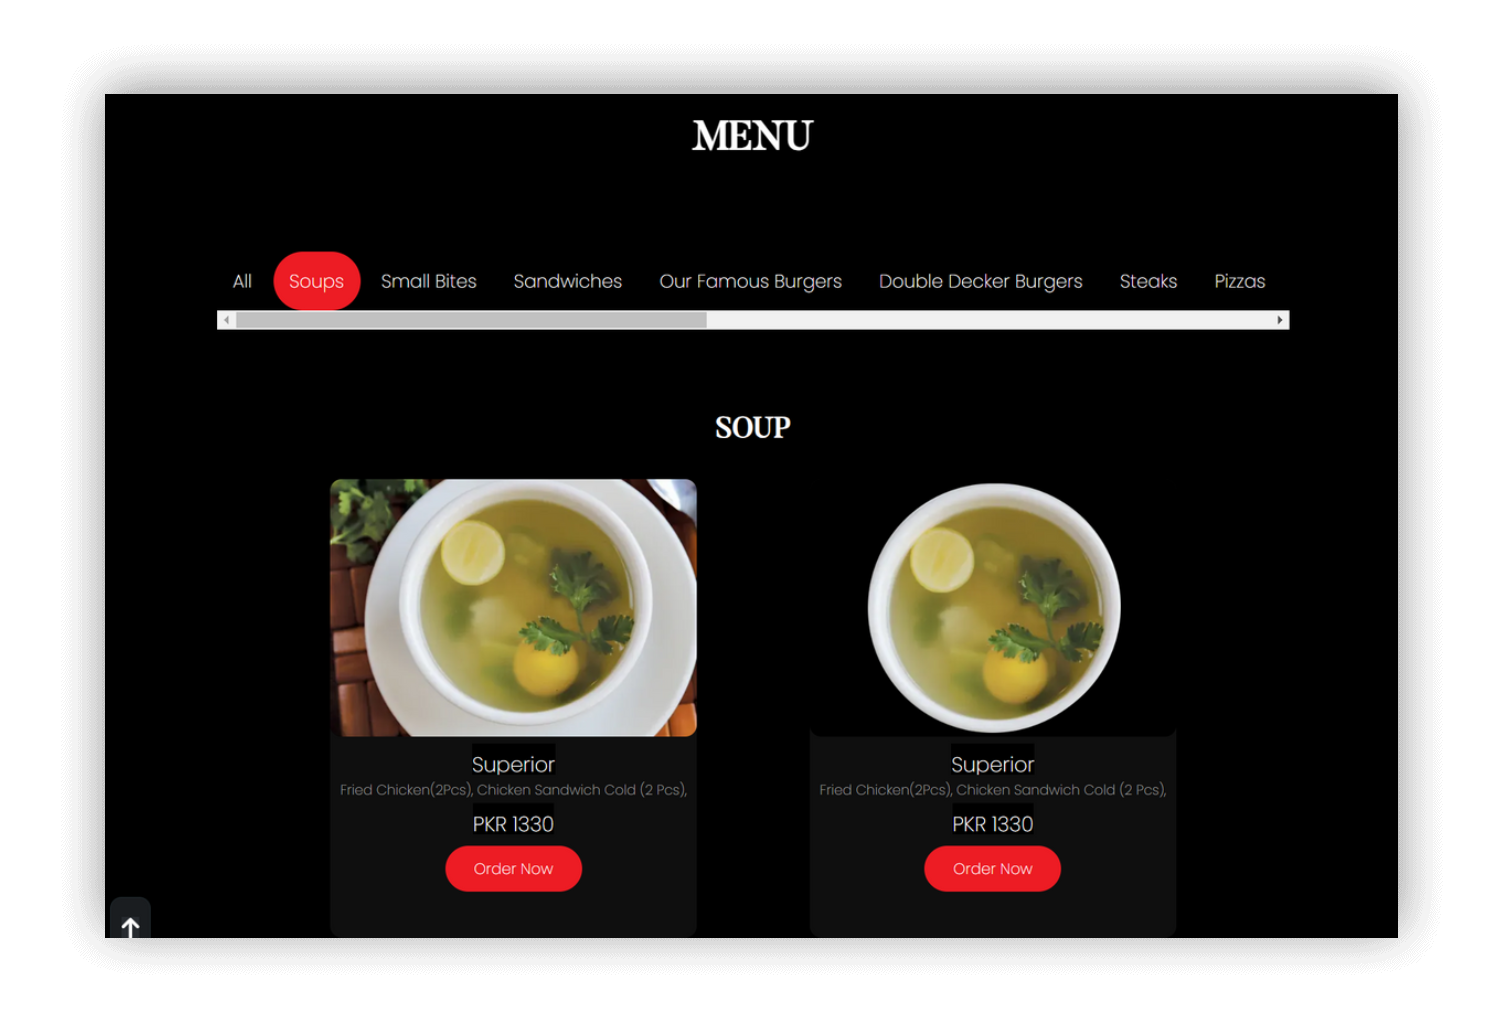 MENU
All Soups Small Bites Sandwiches Our Famous Burgers Double Decker Burgers Steaks Pizzas
SOUP
Superior
Fried Chicken(2Pcs), Chicken Sandwich Cold (2 Pcs),
PKR 1330
Order Now
Superior
Fried Chicken(2Pcs), Chicken Sandwich Cold (2 Pcs),
PKR 1330
Order Now